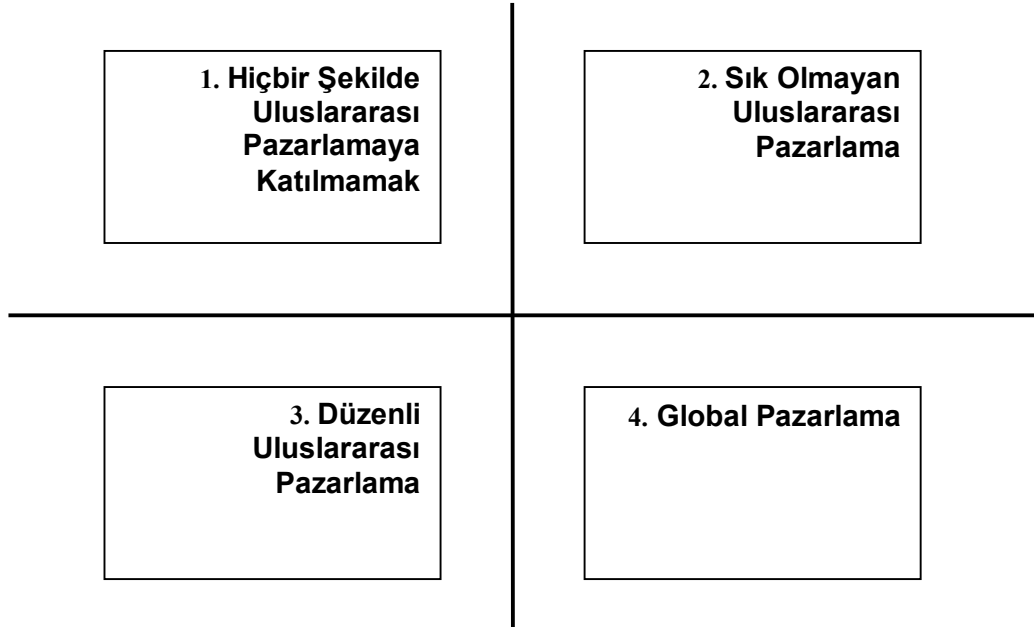 1. Hiçbir Şekilde
Uluslararası
Pazarlamaya
Katılmamak
2. Sık Olmayan
Uluslararası
Pazarlama
3. Düzenli
Uluslararası
Pazarlama
4. Global Pazarlama